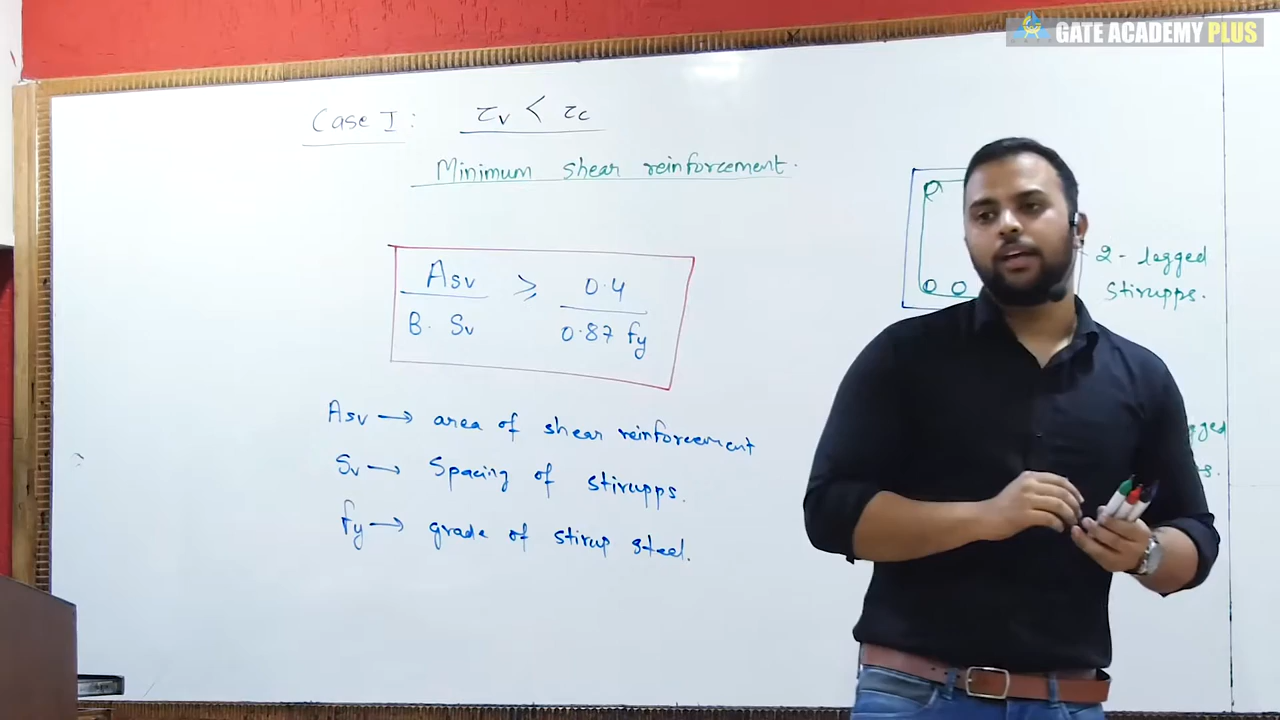 GATE ACADEMY PLUS
Case I : τv < τc
Minimum shear reinforcement.
Asv / B. Sv ⩾ 0.4 / 0.87 fy
Asv → area of shear reinforcement
Sv → Spacing of stirupps.
fy → grade of stirup steel.
2 - legged
stirupps.